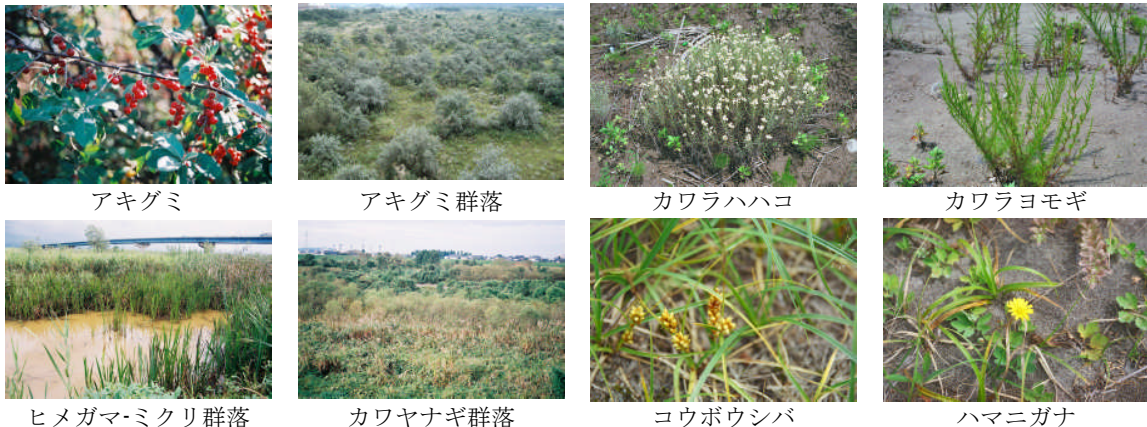 アキグミ
アキグミ群落
カワラハハコ
カワラヨモギ
ヒメガマ-ミクリ群落
カワヤナギ群落
コウボウシバ
ハマニガナ